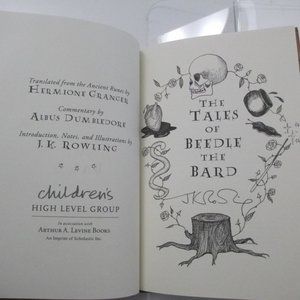 Translated from the Ancient Runes by
HERMIONE GRANGER
Commentary by
ALBUS DUMBLEDORE
Introduction, Notes, and Illustrations by
J.K. ROWLING
children's
HIGH LEVEL GROUP
In association with
ARTHUR A. LEVINE BOOKS
An Imprint of Scholastic Inc.
THE
TALES
OF
BEEDLE
THE
BARD